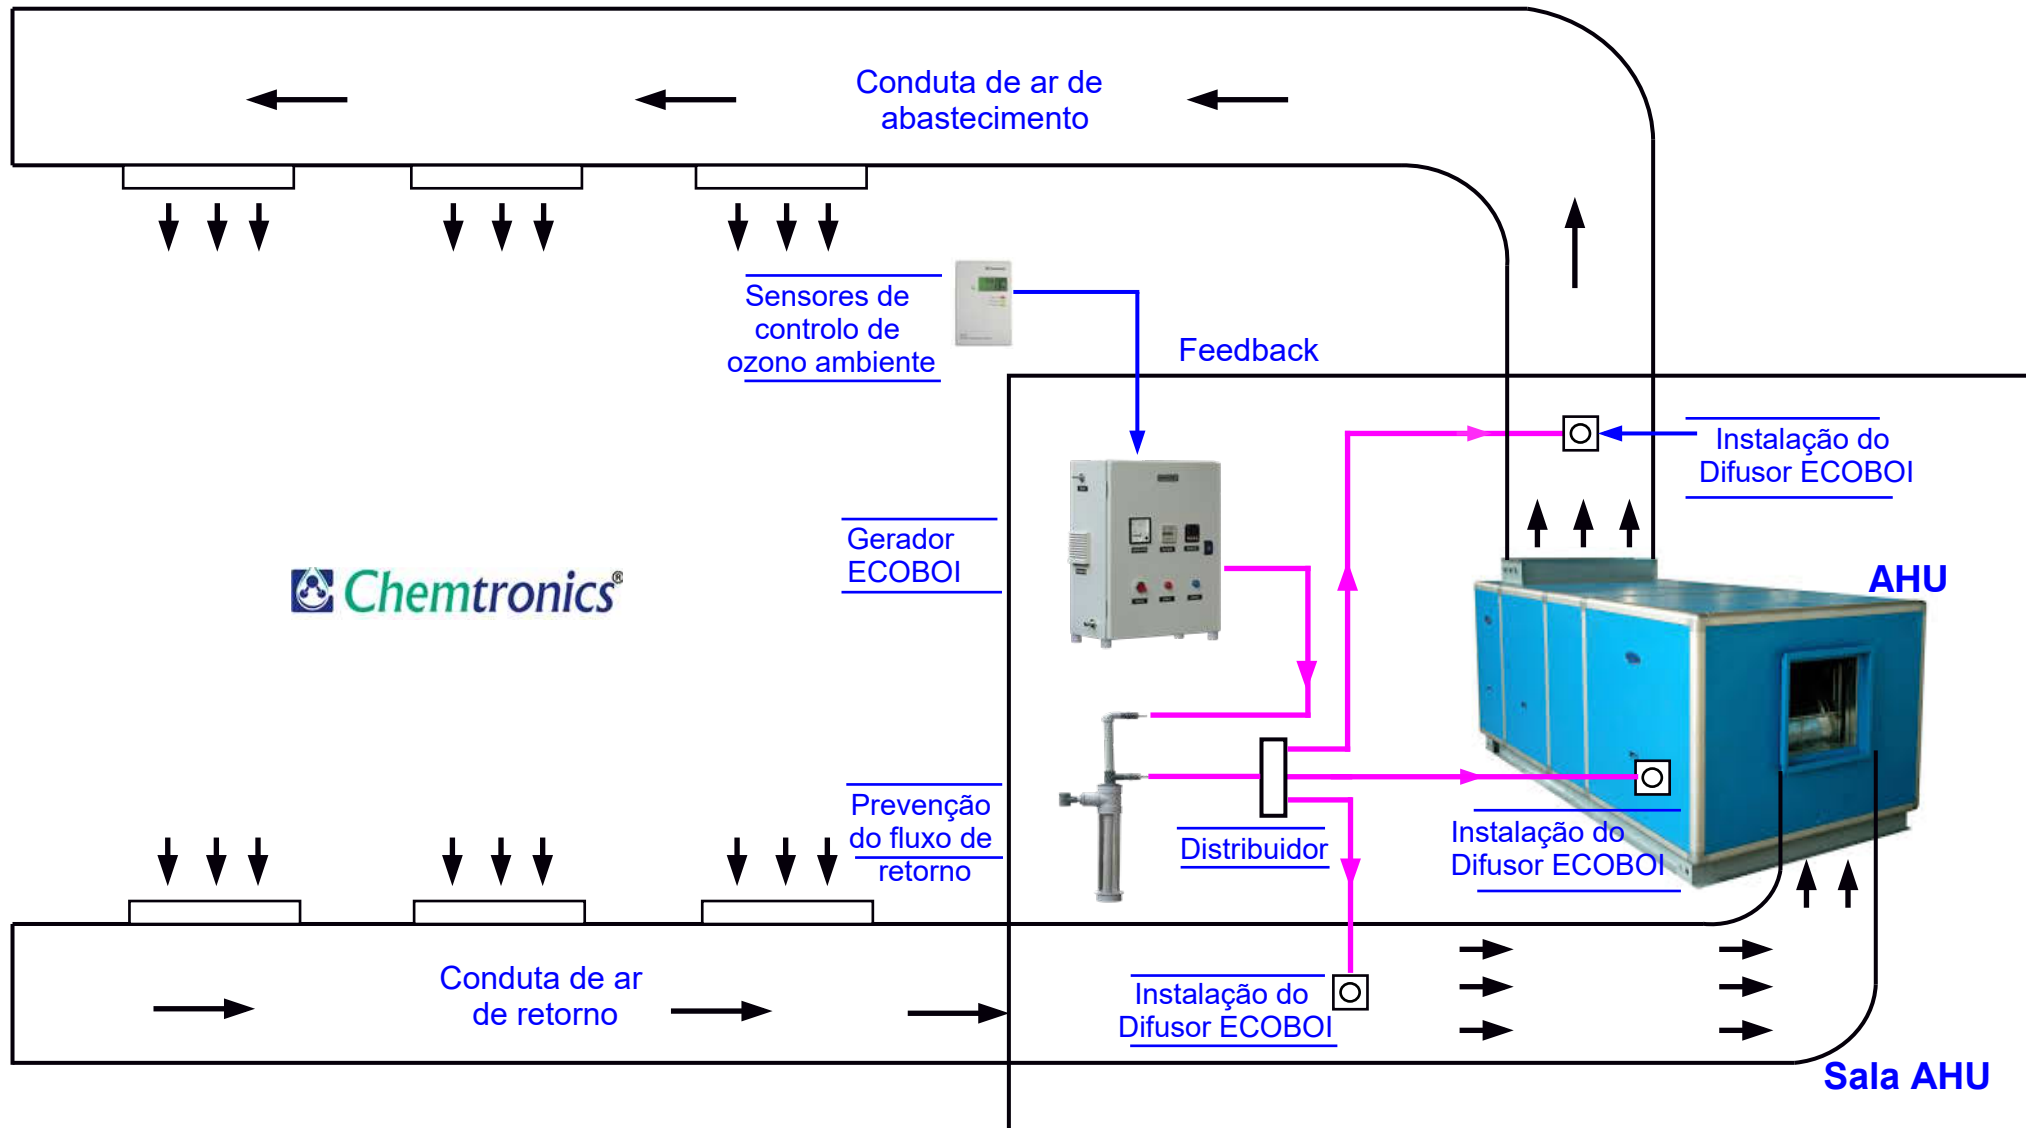 Conduta de ar de
abastecimento
Sensores de
controlo de
ozono ambiente
Feedback
Instalação do
Difusor ECOBOI
Gerador
ECOBOI
AHU
Chemtronics®
Prevenção
do fluxo de
retorno
Distribuidor
Instalação do
Difusor ECOBOI
Conduta de ar
de retorno
Instalação do
Difusor ECOBOI
Sala AHU